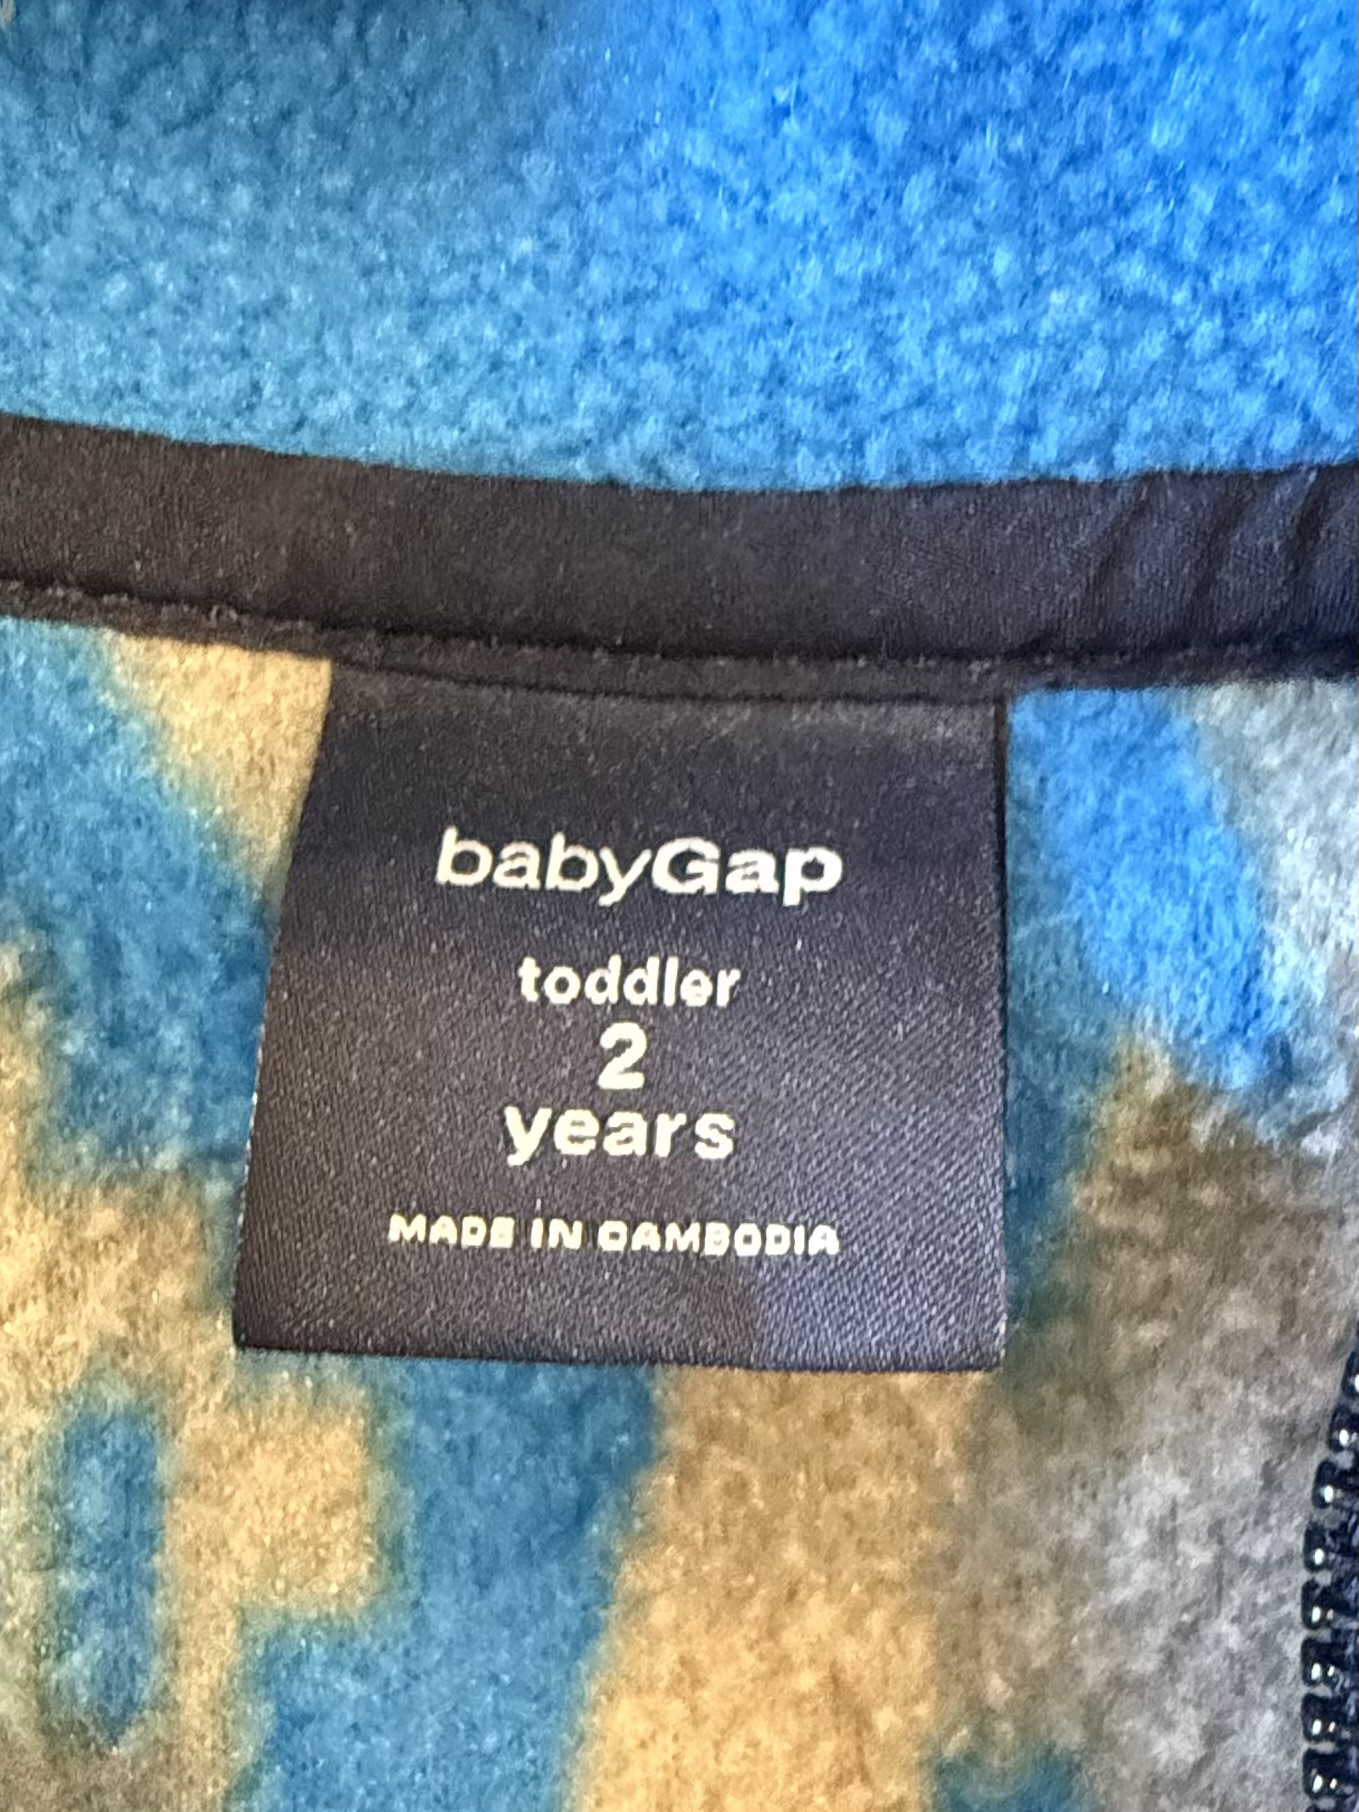 babyGap
toddler
2
years
MADE IN CAMBODIA